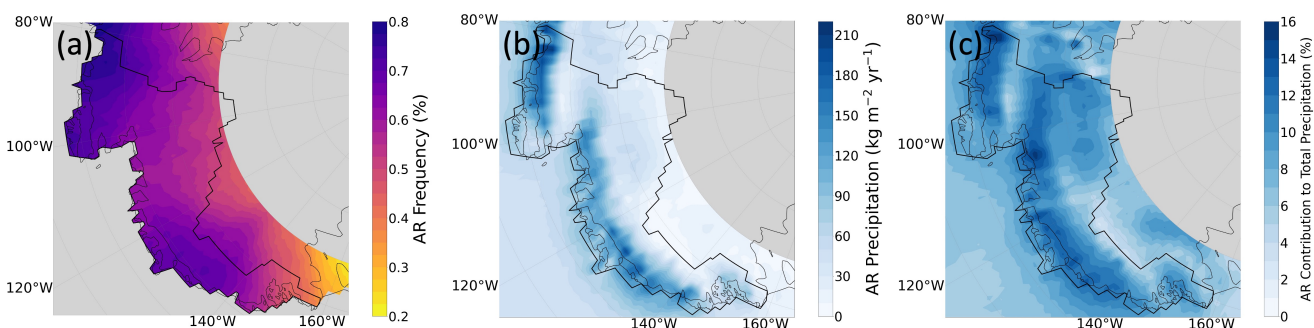 (a)
80°W
100°W
120°W
140°W
160°W
0.8
0.7
0.6
0.5
0.4
0.3
0.2
AR Frequency (%)
(b)
80°W
100°W
120°W
140°W
160°W
210
180
150
120
90
60
30
0
AR Precipitation (kg m⁻² yr⁻¹)
(c)
80°W
100°W
120°W
140°W
160°W
16
14
12
10
8
6
4
2
0
AR Contribution to Total Precipitation (%)